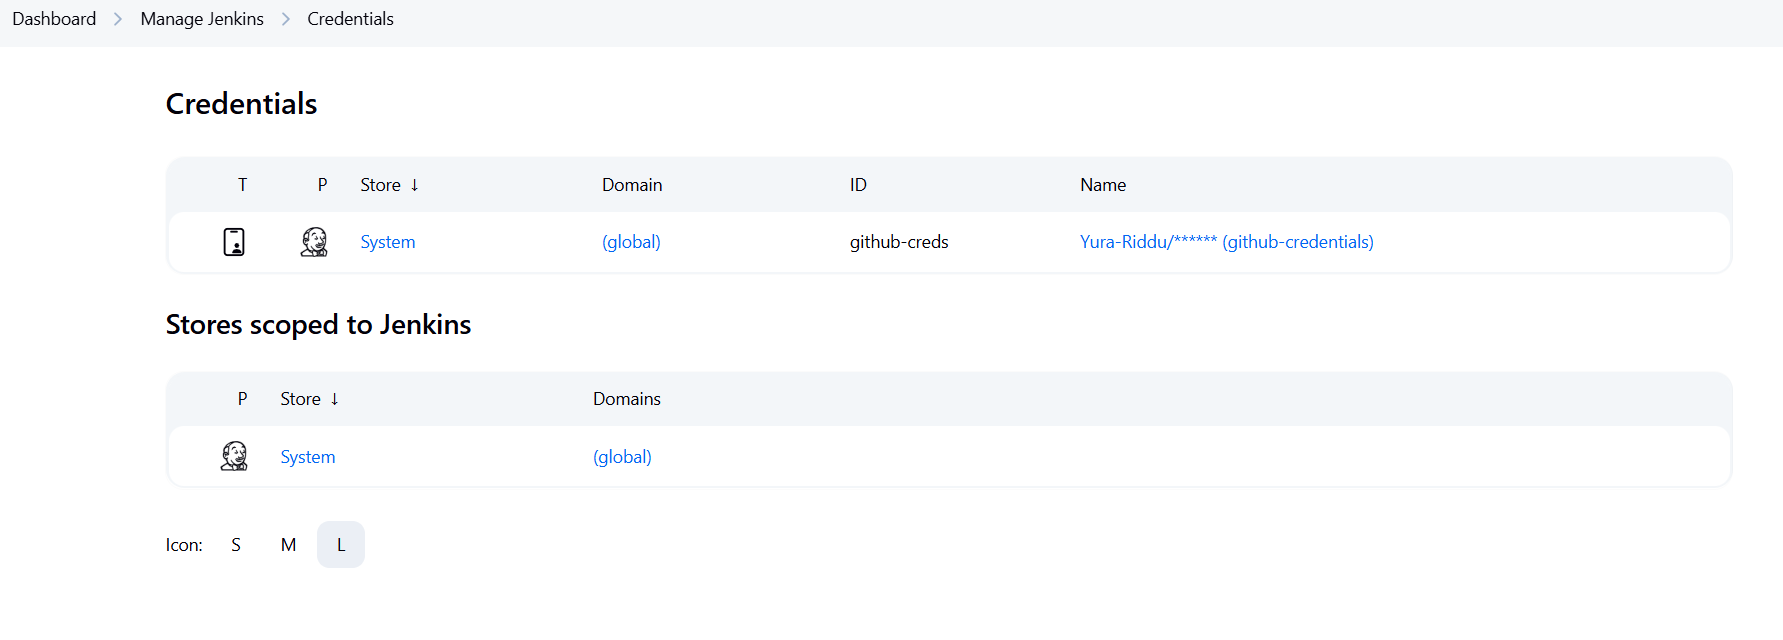 Dashboard > Manage Jenkins > Credentials
Credentials
T P Store ↓ Domain ID Name
System (global) github-creds Yura-Riddu/****** (github-credentials)
Stores scoped to Jenkins
P Store ↓ Domains
System (global)
Icon: S M L